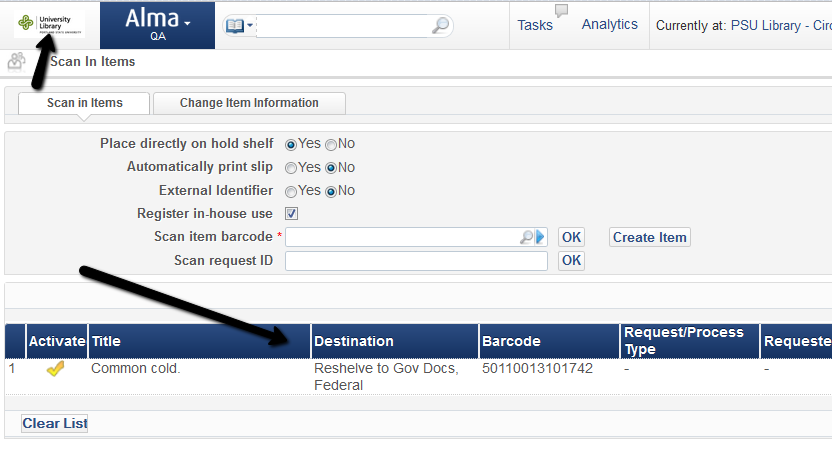 University
Library
PORTLAND STATE UNIVERSITY
Alma
QA
Tasks
Analytics
Currently at: PSU Library - Circ
Scan In Items
Scan in Items
Change Item Information
Place directly on hold shelf Yes No
Automatically print slip Yes No
External Identifier Yes No
Register in-house use
Scan item barcode * OK Create Item
Scan request ID OK
Activate Title Destination Barcode Request/Process Type Requeste
1 Common cold. Reshelve to Gov Docs, Federal 50110013101742 - -
Clear List